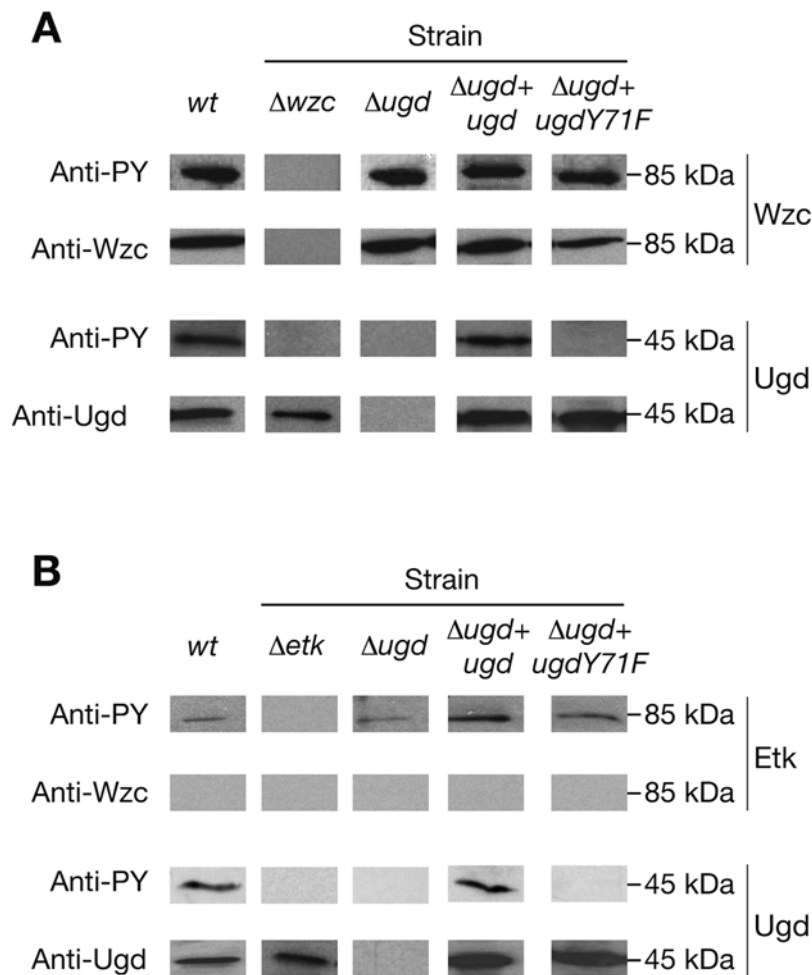 A
Strain
wt Δwzc Δugd Δugd+ ugd Δugd+ ugdY71F
Anti-PY 85 kDa
Anti-Wzc 85 kDa
Wzc
Anti-PY 45 kDa
Anti-Ugd 45 kDa
Ugd
B
Strain
wt Δetk Δugd Δugd+ ugd Δugd+ ugdY71F
Anti-PY 85 kDa
Anti-Wzc 85 kDa
Etk
Anti-PY 45 kDa
Anti-Ugd 45 kDa
Ugd